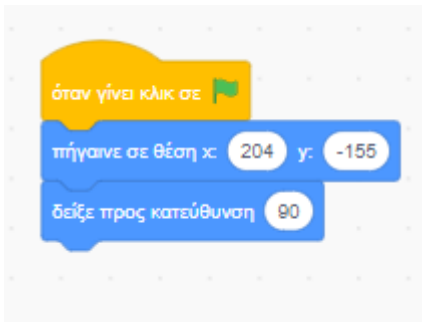 όταν γίνει κλικ σε
πήγαινε σε θέση x: 204 y: -155
δείξε προς κατεύθυνση 90